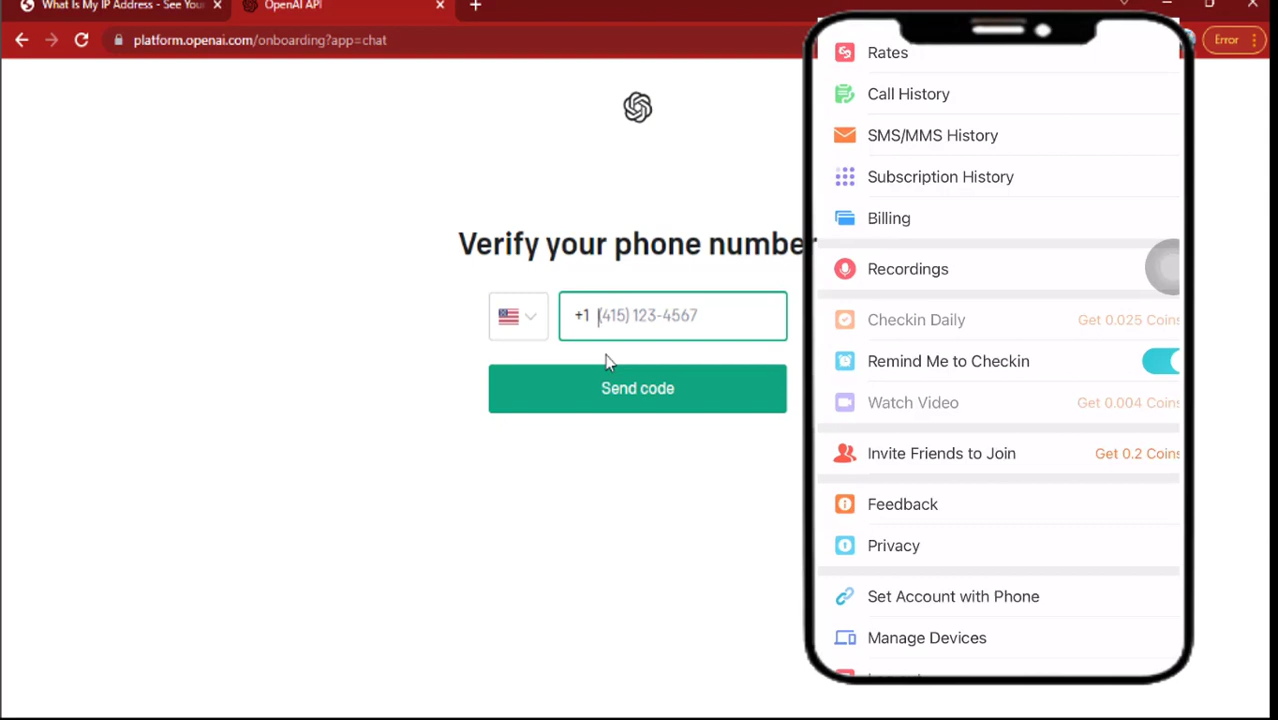 What Is My IP Address - See You
OpenAI API
platform.openai.com/onboarding?app=chat
Error
Verify your phone number
+1 (415) 123-4567
Send code
Rates
Call History
SMS/MMS History
Subscription History
Billing
Recordings
Checkin Daily Get 0.025 Coins
Remind Me to Checkin
Watch Video Get 0.004 Coins
Invite Friends to Join Get 0.2 Coins
Feedback
Privacy
Set Account with Phone
Manage Devices